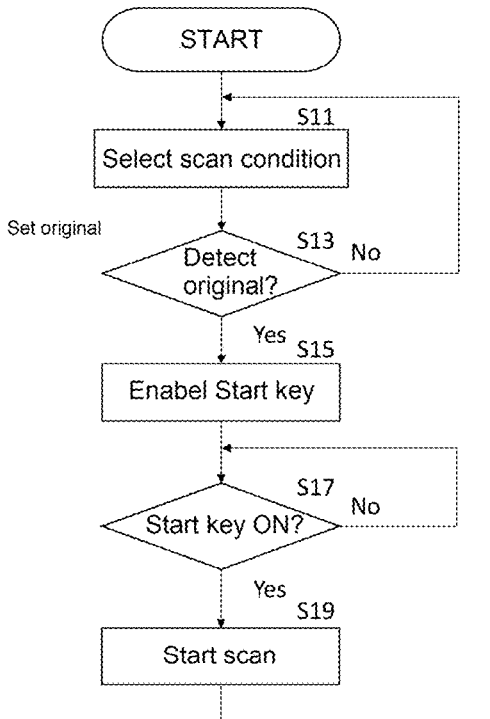 START
S11
Select scan condition
Set original
S13
Detect
original?
No
Yes
S15
Enabel Start key
S17
Start key ON?
No
Yes
S19
Start scan